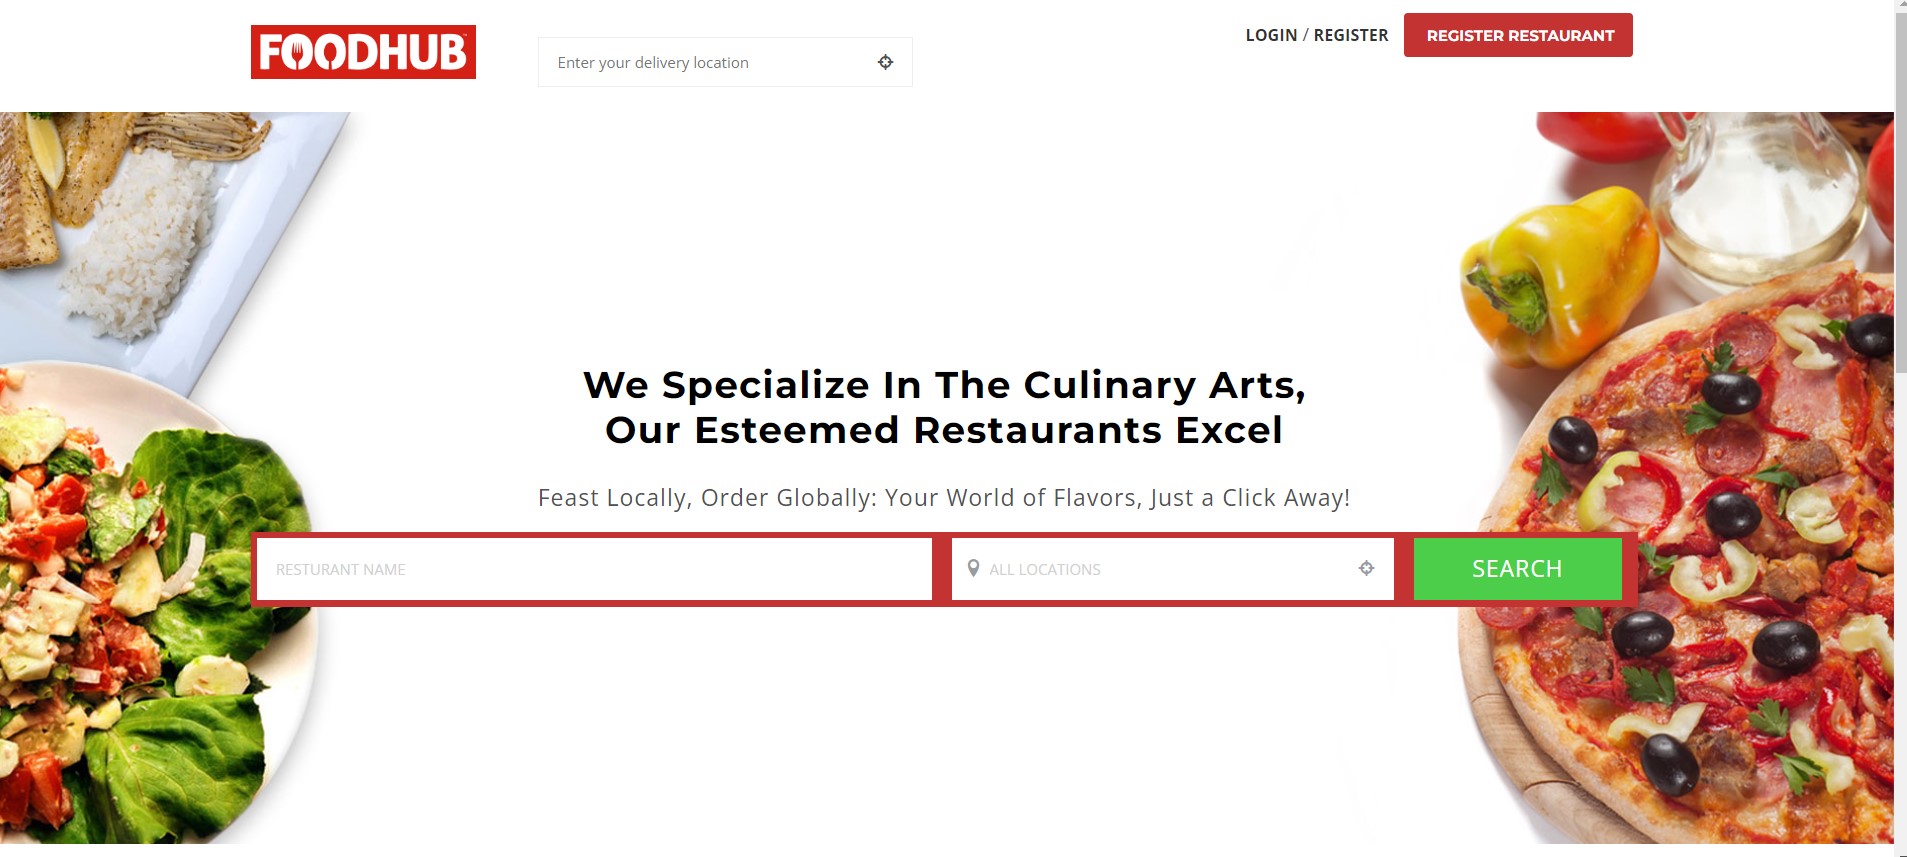 FOODHUB
Enter your delivery location
LOGIN / REGISTER
REGISTER RESTAURANT
We Specialize In The Culinary Arts,
Our Esteemed Restaurants Excel
Feast Locally, Order Globally: Your World of Flavors, Just a Click Away!
RESTURANT NAME
ALL LOCATIONS
SEARCH